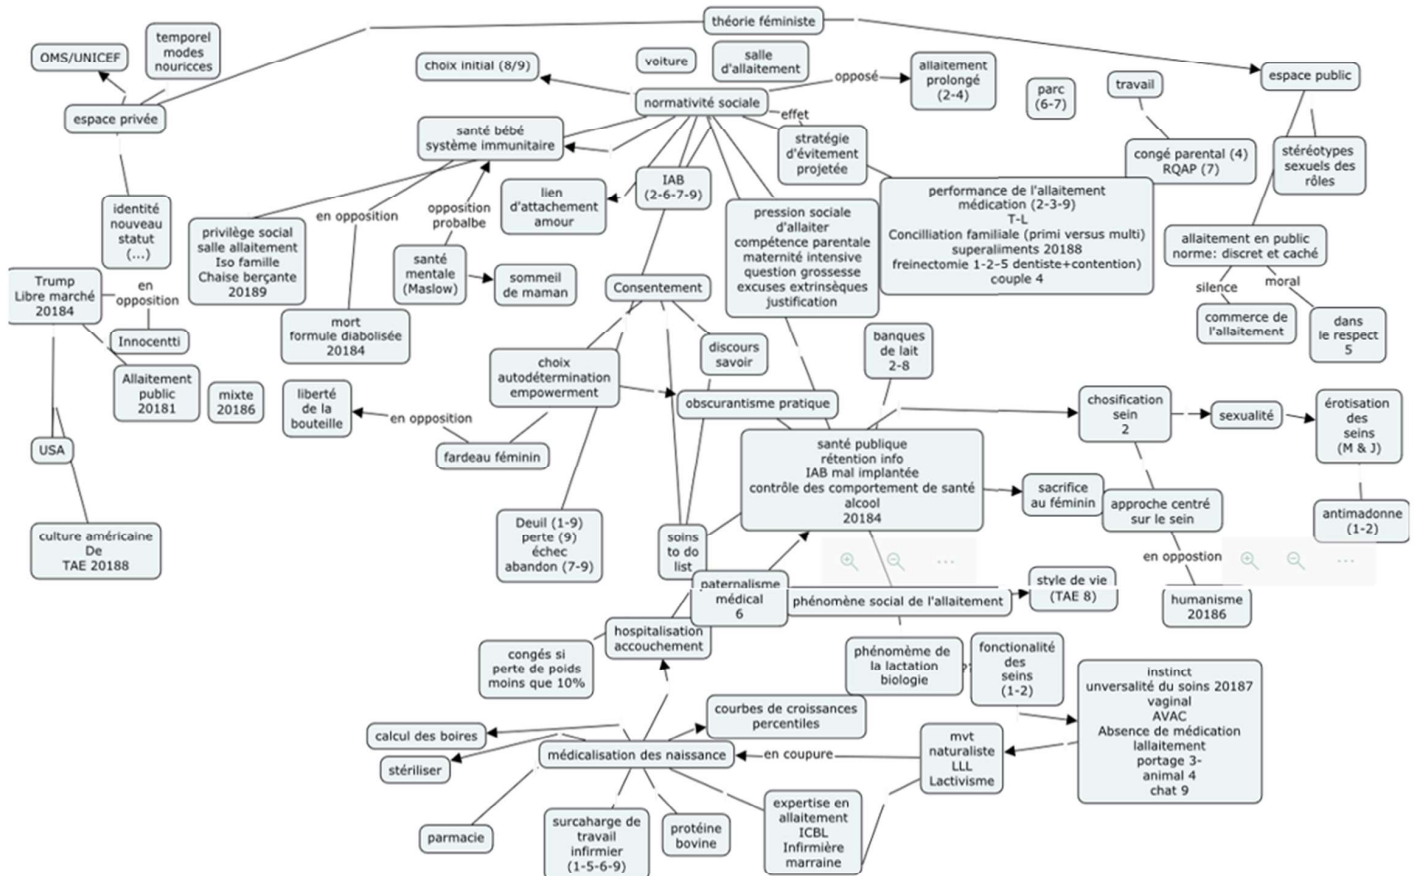 théorie féministe
OMS/UNICEF
temporel
modes
nouricces
choix initial (8/9)
voiture
salle
d'allaitement
opposé
allaitement
prolongé
(2-4)
parc
(6-7)
travail
espace public
espace privée
normativité sociale
effet
santé bébé
système immunitaire
stratégie
d'évitement
projetée
congé parental (4)
RQAP (7)
stéréotypes
sexuels des
rôles
identité
nouveau
statut
(...)
privilège social
salle allaitement
Iso famille
Chaise berçante
20189
en opposition
opposition
probalbe
lien
d'attachement
amour
IAB
(2-6-7-9)
pression sociale
d'allaiter
compétence parentale
maternité intensive
question grossesse
excuses extrinsèques
justification
performance de l'allaitement
médication (2-3-9)
T-L
Concilliation familiale (primi versus multi)
superaliments 20188
freinectomie 1-2-5 dentiste+contention)
couple 4
allaitement en public
norme: discret et caché
silence
moral
commerce de
l'allaitement
dans
le respect
5
Trump
Libre marché
20184
en
opposition
Innocentti
santé
mentale
(Maslow)
sommeil
de maman
Consentement
mort
formule diabolisée
20184
Allaitement
public
20181
mixte
20186
liberté
de la
bouteille
en opposition
fardeau féminin
choix
autodétermination
empowerment
discours
savoir
obscurantisme pratique
banques
de lait
2-8
chosification
sein
2
sexualité
érotisation
des
seins
(M & J)
USA
culture américaine
De
TAE 20188
santé publique
rétention info
IAB mal implantée
contrôle des comportement de santé
alcool
20184
sacrifice
au féminin
approche centré
sur le sein
antimadonne
(1-2)
Deuil (1-9)
perte (9)
échec
abandon (7-9)
soins
to do
list
en oppostion
humanisme
20186
paternalisme
médical
6
phénomène social de l'allaitement
style de vie
(TAE 8)
hospitalisation
accouchement
congés si
perte de poids
moins que 10%
phénomème de
la lactation
biologie
fonctionalité
des
seins
(1-2)
instinct
unversalité du soins 20187
vaginal
AVAC
Absence de médication
lallaitement
portage 3-
animal 4
chat 9
courbes de croissances
percentiles
calcul des boires
stériliser
médicalisation des naissance
en coupure
mvt
naturaliste
LLL
Lactivisme
pharmacie
surcaharge de
travail
infirmier
(1-5-6-9)
protéine
bovine
expertise en
allaitement
ICBL
Infirmière
marraine